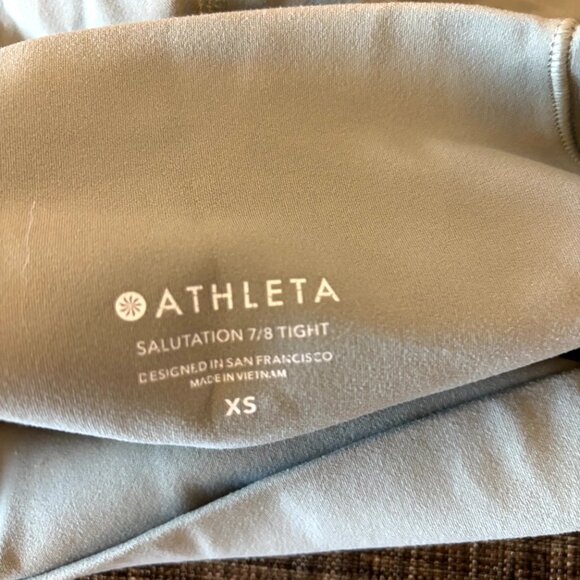 ATHLETA
SALUTATION 7/8 TIGHT
DESIGNED IN SAN FRANCISCO
MADE IN VIETNAM
XS